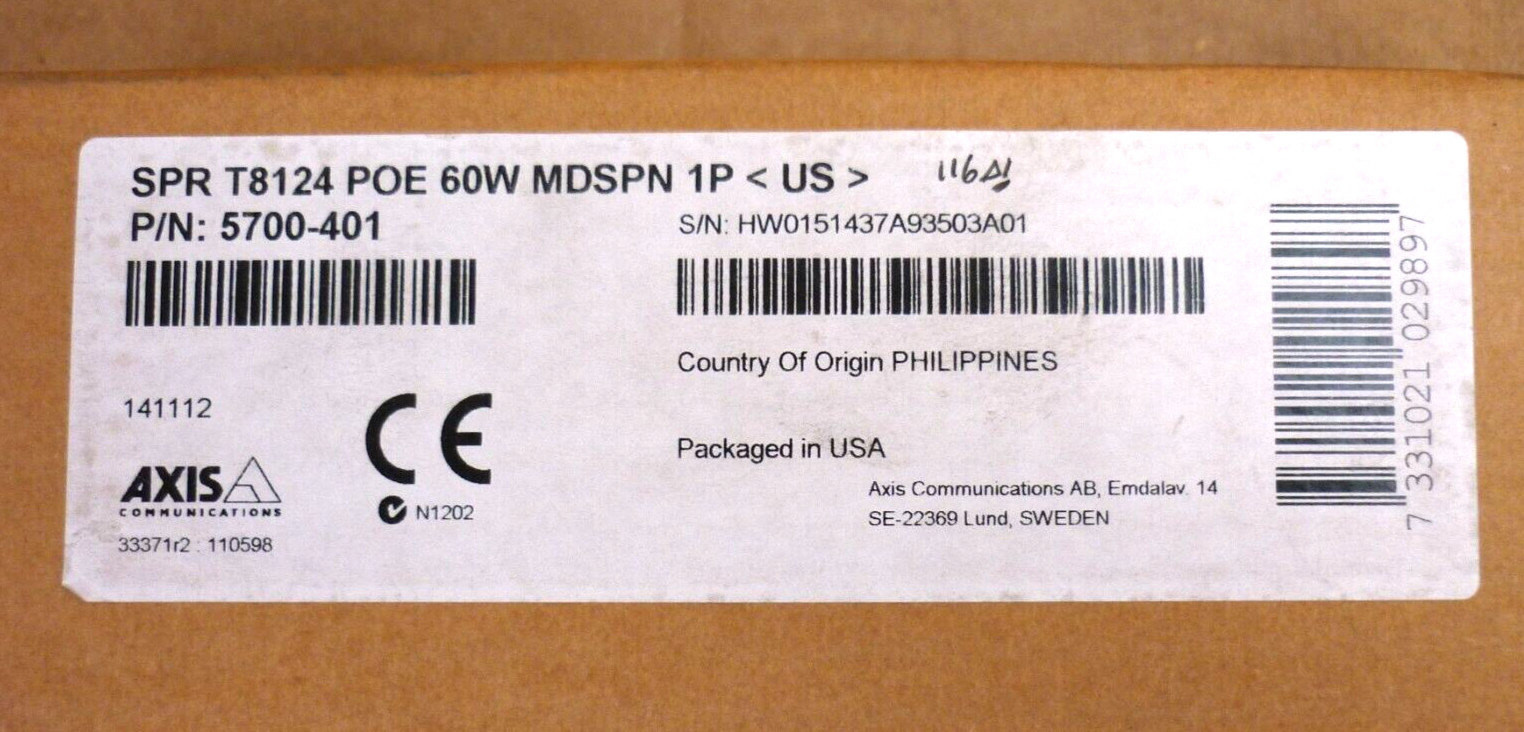 SPR T8124 POE 60W MDSPN 1P < US >
P/N: 5700-401
S/N: HW0151437A93503A01
Country Of Origin PHILIPPINES
141112
Packaged in USA
AXIS
COMMUNICATIONS
CE
N1202
33371r2 : 110598
Axis Communications AB, Emdalav. 14
SE-22369 Lund, SWEDEN
7 331021 029897